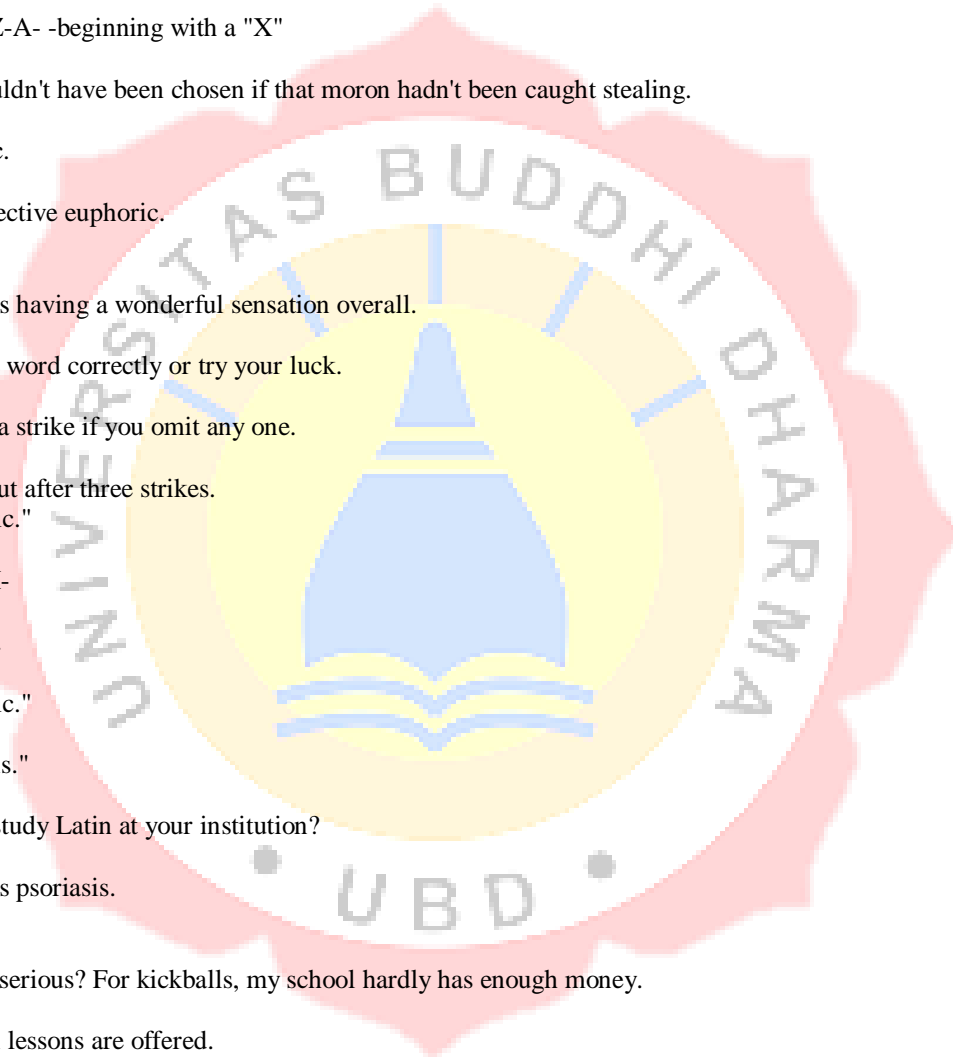 Z-A- -beginning with a "X"
uldn't have been chosen if that moron hadn't been caught stealing.
c.
ective euphoric.
s having a wonderful sensation overall.
word correctly or try your luck.
a strike if you omit any one.
ut after three strikes.
c."
-
c."
s."
study Latin at your institution?
s psoriasis.
serious? For kickballs, my school hardly has enough money.
lessons are offered.
UNIVERSITAS BUDDHI DHARMA
• UBD •